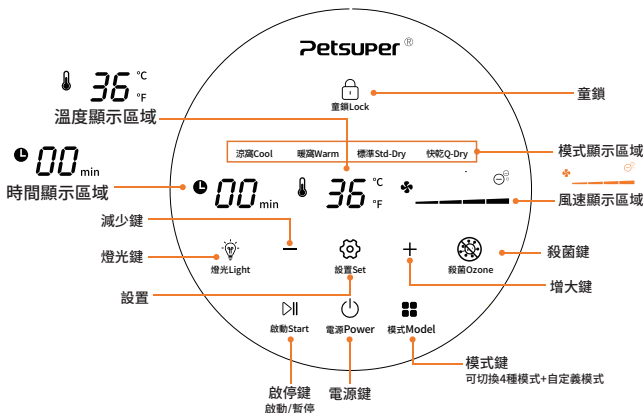 Petsuper ®
36 °C °F
溫度顯示區域
童鎖Lock
童鎖
00 min
時間顯示區域
涼窩Cool 暖窩Warm 標準Std-Dry 快乾Q-Dry
模式顯示區域
00 min 36 °C °F
風速顯示區域
減少鍵
燈光鍵
燈光Light
設置Set
殺菌Ozone
殺菌鍵
增大鍵
設置
啟動Start 電源Power 模式Model
模式鍵
可切換4種模式+自定義模式
啟停鍵
啟動/暫停
電源鍵